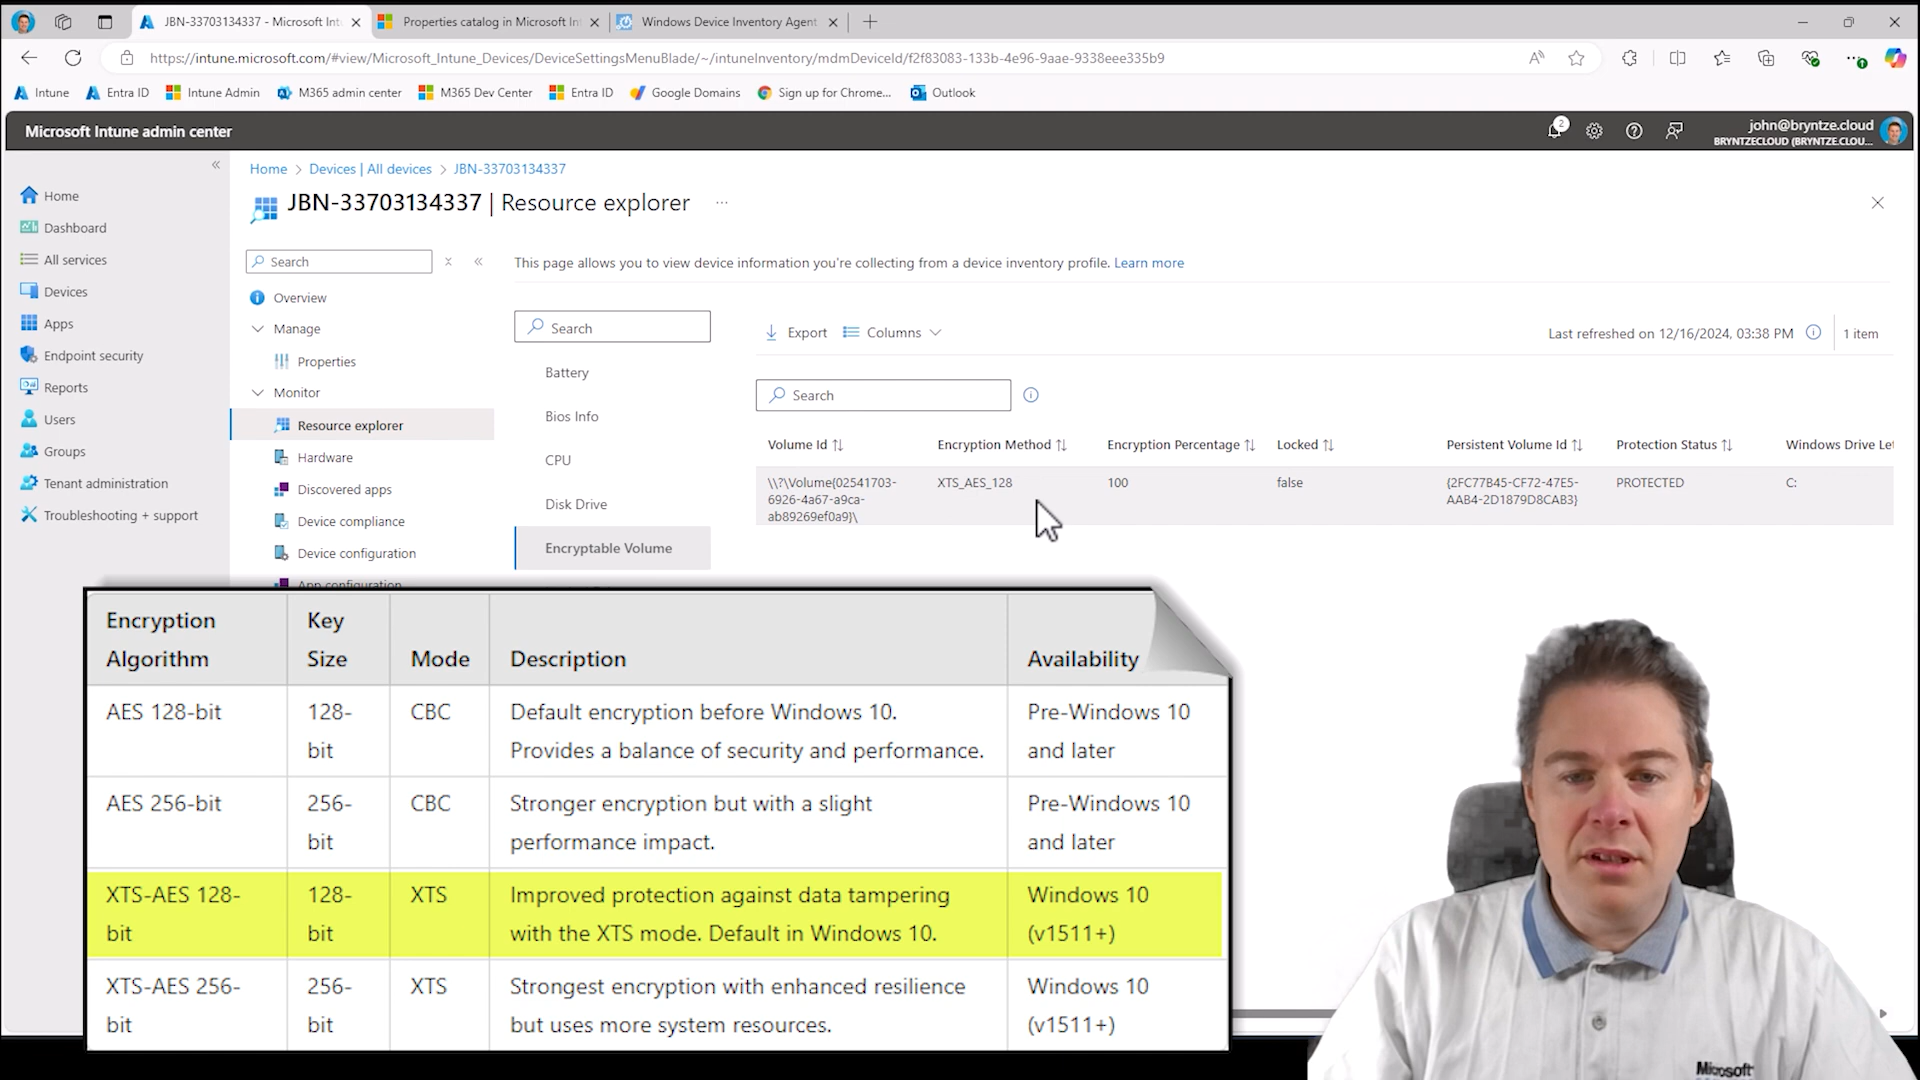 JBN-33703134337 - Microsoft Int
Properties catalog in Microsoft In
Windows Device Inventory Agent
https://intune.microsoft.com/#view/Microsoft_Intune_Devices/DeviceSettingsMenuBlade/~/intuneInventory/mdmDeviceId/f2f83083-133b-4e96-9aae-9338eee335b9
Intune
Entra ID
Intune Admin
M365 admin center
M365 Dev Center
Entra ID
Google Domains
Sign up for Chrome...
Outlook
Microsoft Intune admin center
2
john@bryntze.cloud
BRYNTZECLOUD (BRYNTZE.CLOU...
Home
Dashboard
All services
Devices
Apps
Endpoint security
Reports
Users
Groups
Tenant administration
Troubleshooting + support
Home > Devices | All devices > JBN-33703134337
JBN-33703134337 | Resource explorer ...
Search
Overview
Manage
Properties
Monitor
Resource explorer
Hardware
Discovered apps
Device compliance
Device configuration
App configuration
This page allows you to view device information you're collecting from a device inventory profile. Learn more
Search
Battery
Bios Info
CPU
Disk Drive
Encryptable Volume
Export
Columns
Last refreshed on 12/16/2024, 03:38 PM
1 item
Search
Volume Id
Encryption Method
Encryption Percentage
Locked
Persistent Volume Id
Protection Status
Windows Drive Let
\\?\Volume{02541703-
6926-4a67-a9ca-
ab89269ef0a9}\
XTS_AES_128
100
false
{2FC77B45-CF72-47E5-
AAB4-2D1879D8CAB3}
PROTECTED
C:
Encryption
Algorithm
Key
Size
Mode
Description
Availability
AES 128-bit
128-
bit
CBC
Default encryption before Windows 10.
Provides a balance of security and performance.
Pre-Windows 10
and later
AES 256-bit
256-
bit
CBC
Stronger encryption but with a slight
performance impact.
Pre-Windows 10
and later
XTS-AES 128-
bit
128-
bit
XTS
Improved protection against data tampering
with the XTS mode. Default in Windows 10.
Windows 10
(v1511+)
XTS-AES 256-
bit
256-
bit
XTS
Strongest encryption with enhanced resilience
but uses more system resources.
Windows 10
(v1511+)
Microsoft